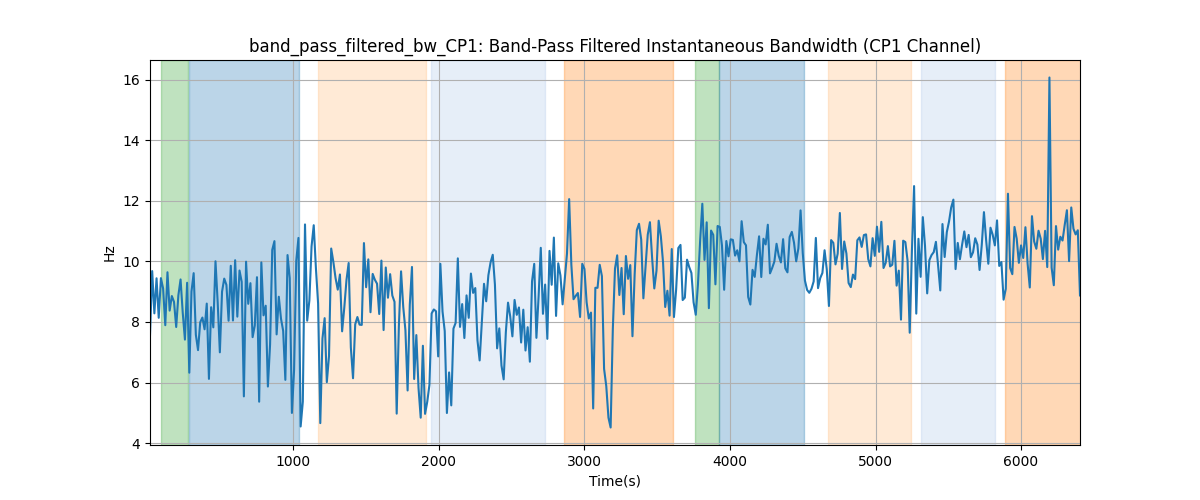 band_pass_filtered_bw_CP1: Band-Pass Filtered Instantaneous Bandwidth (CP1 Channel)
16
14
12
10
8
6
4
Hz
1000 2000 3000 4000 5000 6000
Time(s)